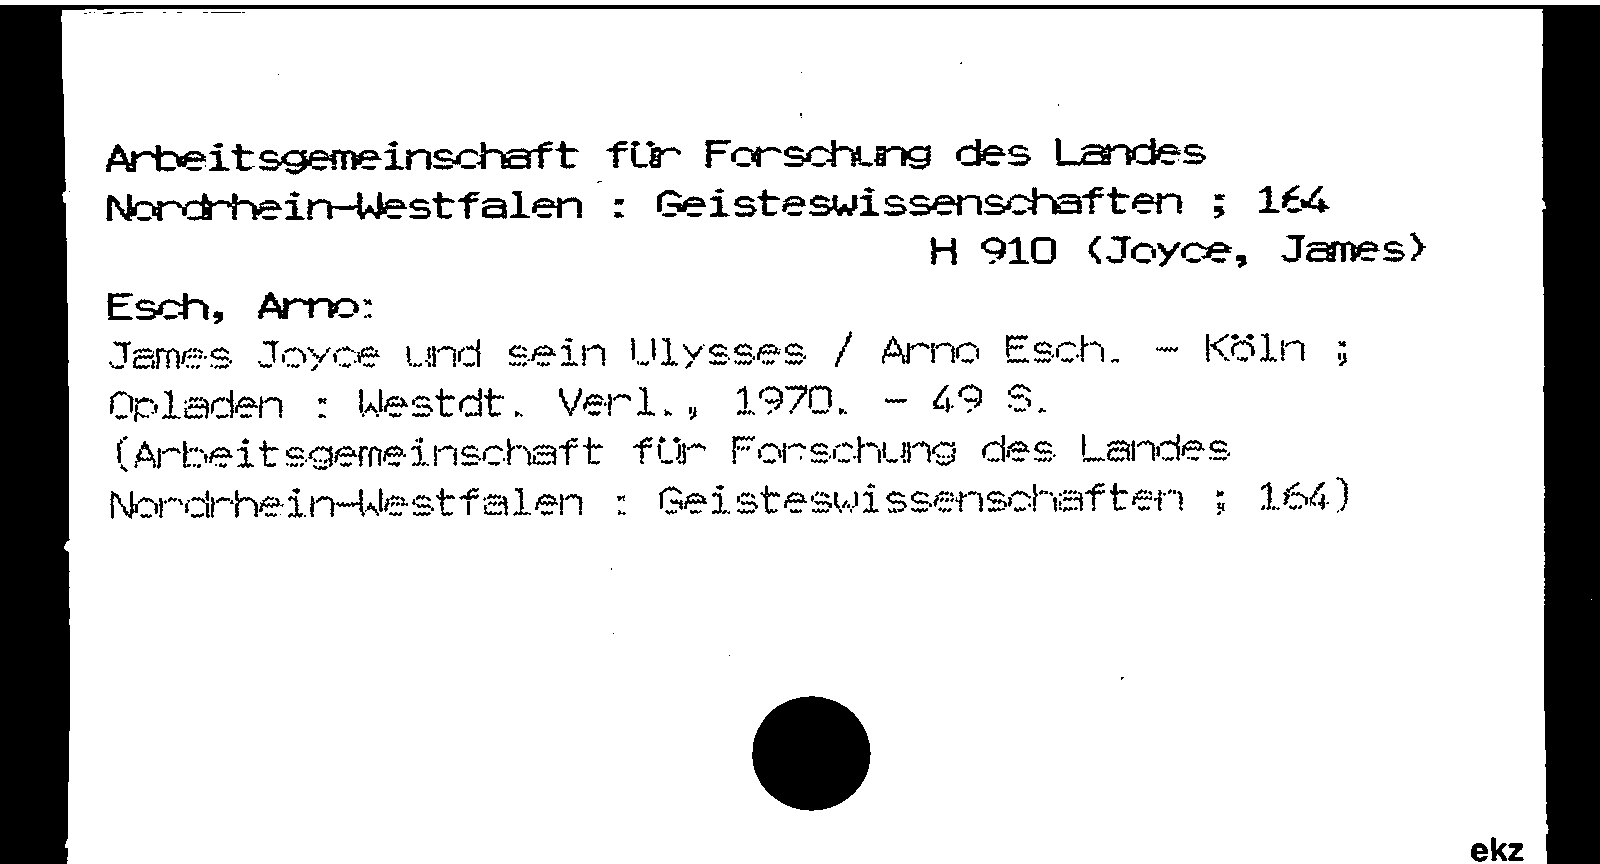 Arbeitsgemeinschaft für Forschung des Landes
Nordrhein-Westfalen : Geisteswissenschaften ; 164
H 910 (Joyce, James)
Esch, Arno:
James Joyce und sein Ulysses / Arno Esch. - Köln ;
Opladen : Westdt. Verl., 1970. - 49 S.
(Arbeitsgemeinschaft für Forschung des Landes
Nordrhein-Westfalen : Geisteswissenschaften ; 164)
ekz